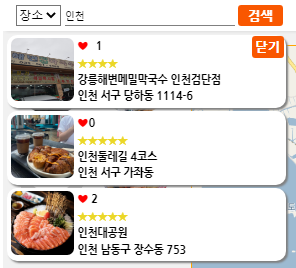 장소 인천 검색
닫기
❤ 1
★★★★
강릉해변메밀막국수 인천검단점
인천 서구 당하동 1114-6
❤0
★★★★★
인천둘레길 4코스
인천 서구 가좌동
❤ 2
★★★★★
인천대공원
인천 남동구 장수동 753